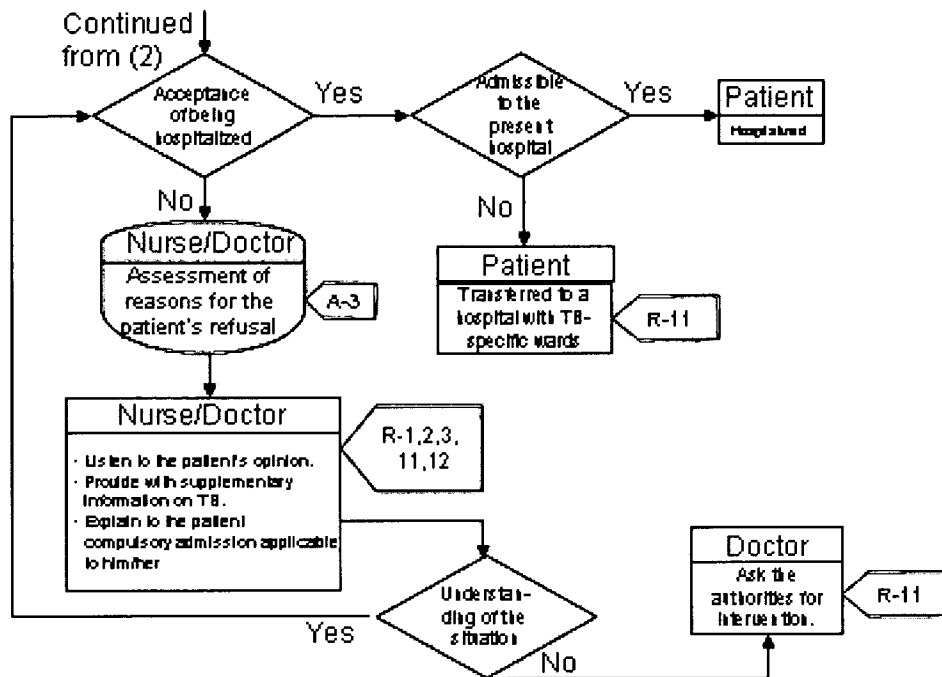 Continued
from (2)
Acceptance
of being
hospitalized
Yes
Admissible
to the
present
hospital
Yes
Patient
Hospitalized
No
No
Nurse/Doctor
Assessment of
reasons for the
patient's refusal
A-3
Patient
Transferred to a
hospital with TB-
specific wards
R-11
Nurse/Doctor
· Listen to the patient's opinion.
· Provide with supplementary
information on TB.
· Explain to the patient
compulsory admission applicable
to him/her
R-1,2,3,
11,12
Understan-
ding of the
situation
Yes
No
Doctor
Ask the
authorities for
intervention.
R-11